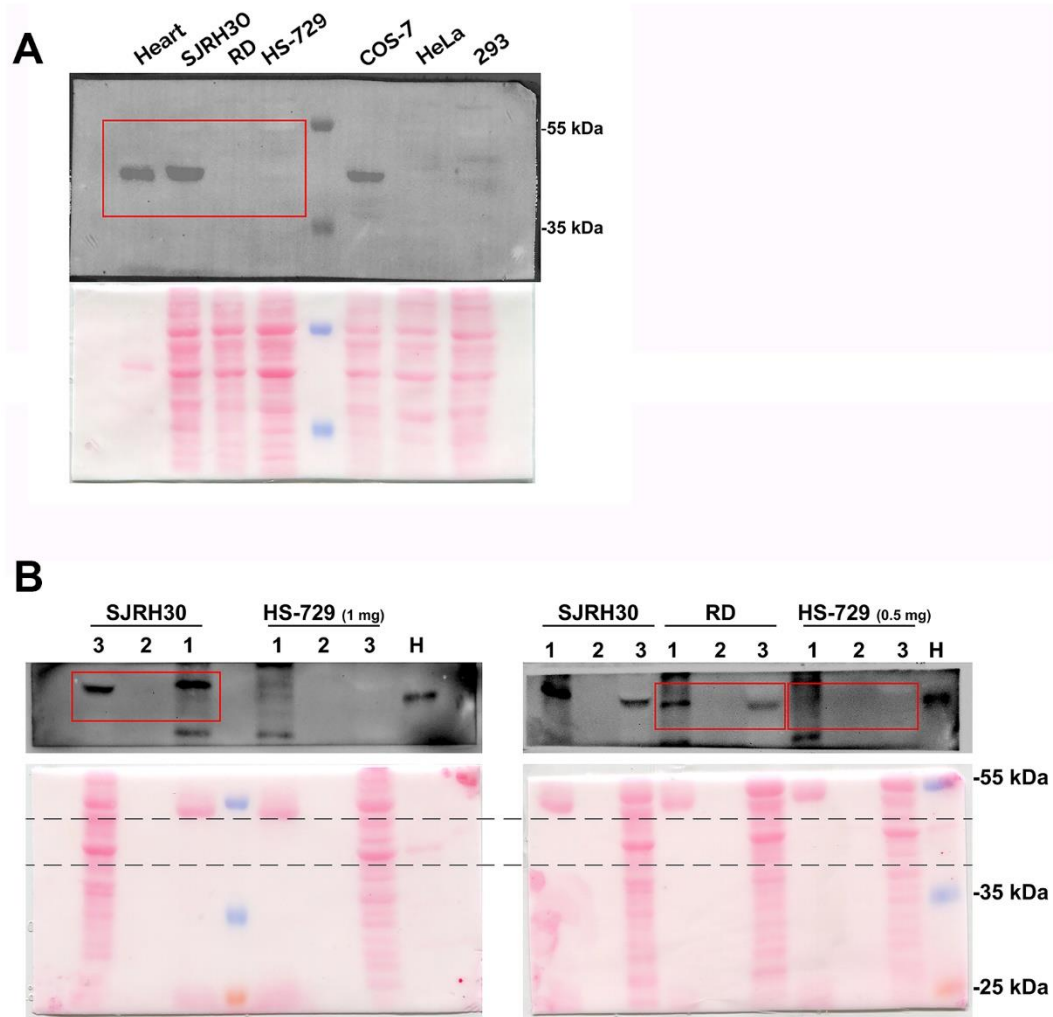 A
Heart SJRH30 RD HS-729 COS-7 HeLa 293
-55 kDa
-35 kDa
B
SJRH30 HS-729 (1 mg)
3 2 1 1 2 3 H
SJRH30 RD HS-729 (0.5 mg)
1 2 3 1 2 3 1 2 3 H
-55 kDa
-35 kDa
-25 kDa